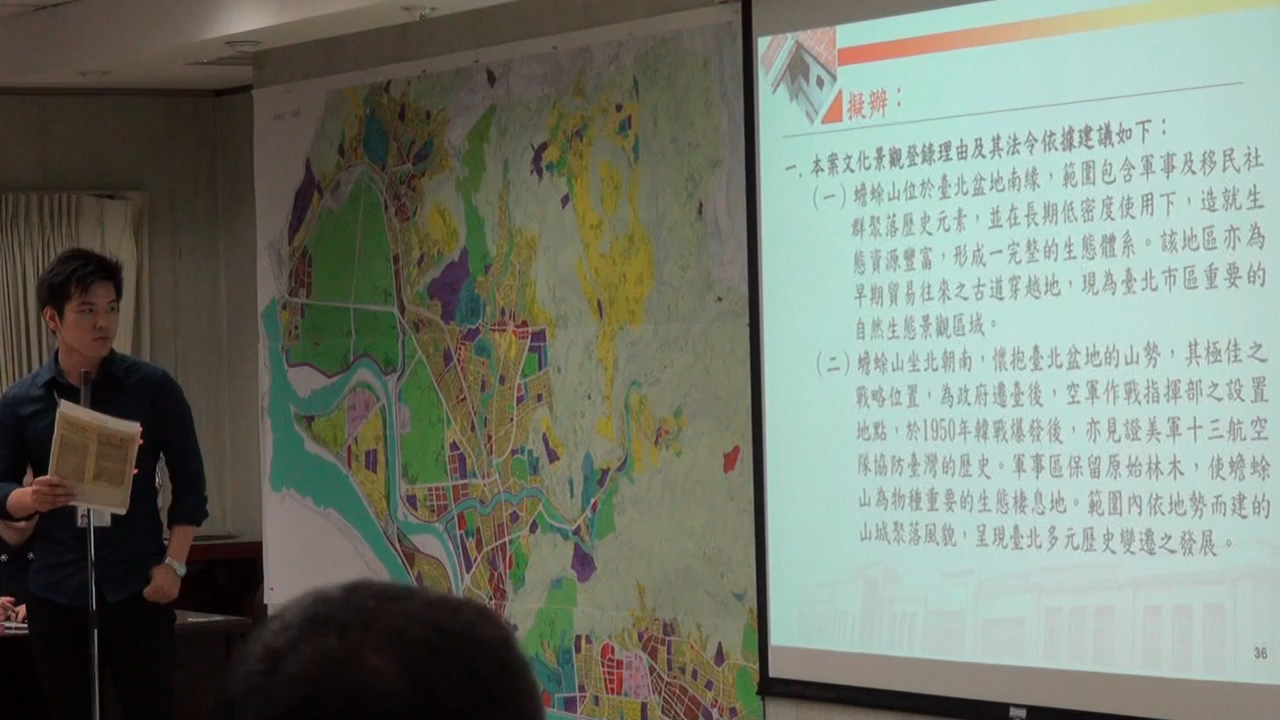 擬辦：
一. 本案文化景觀登錄理由及其法令依據建議如下：
(一) 蟾蜍山位於臺北盆地南緣，範圍包含軍事及移民社
群聚落歷史元素，並在長期低密度使用下，造就生
態資源豐富，形成一完整的生態體系。該地區亦為
早期貿易往來之古道穿越地，現為臺北市區重要的
自然生態景觀區域。
(二) 蟾蜍山坐北朝南，懷抱臺北盆地的山勢，其極佳之
戰略位置，為政府遷臺後，空軍作戰指揮部之設置
地點，於1950年韓戰爆發後，亦見證美軍十三航空
隊協防臺灣的歷史。軍事區保留原始林木，使蟾蜍
山為物種重要的生態棲息地。範圍內依地勢而建的
山城聚落風貌，呈現臺北多元歷史變遷之發展。
36